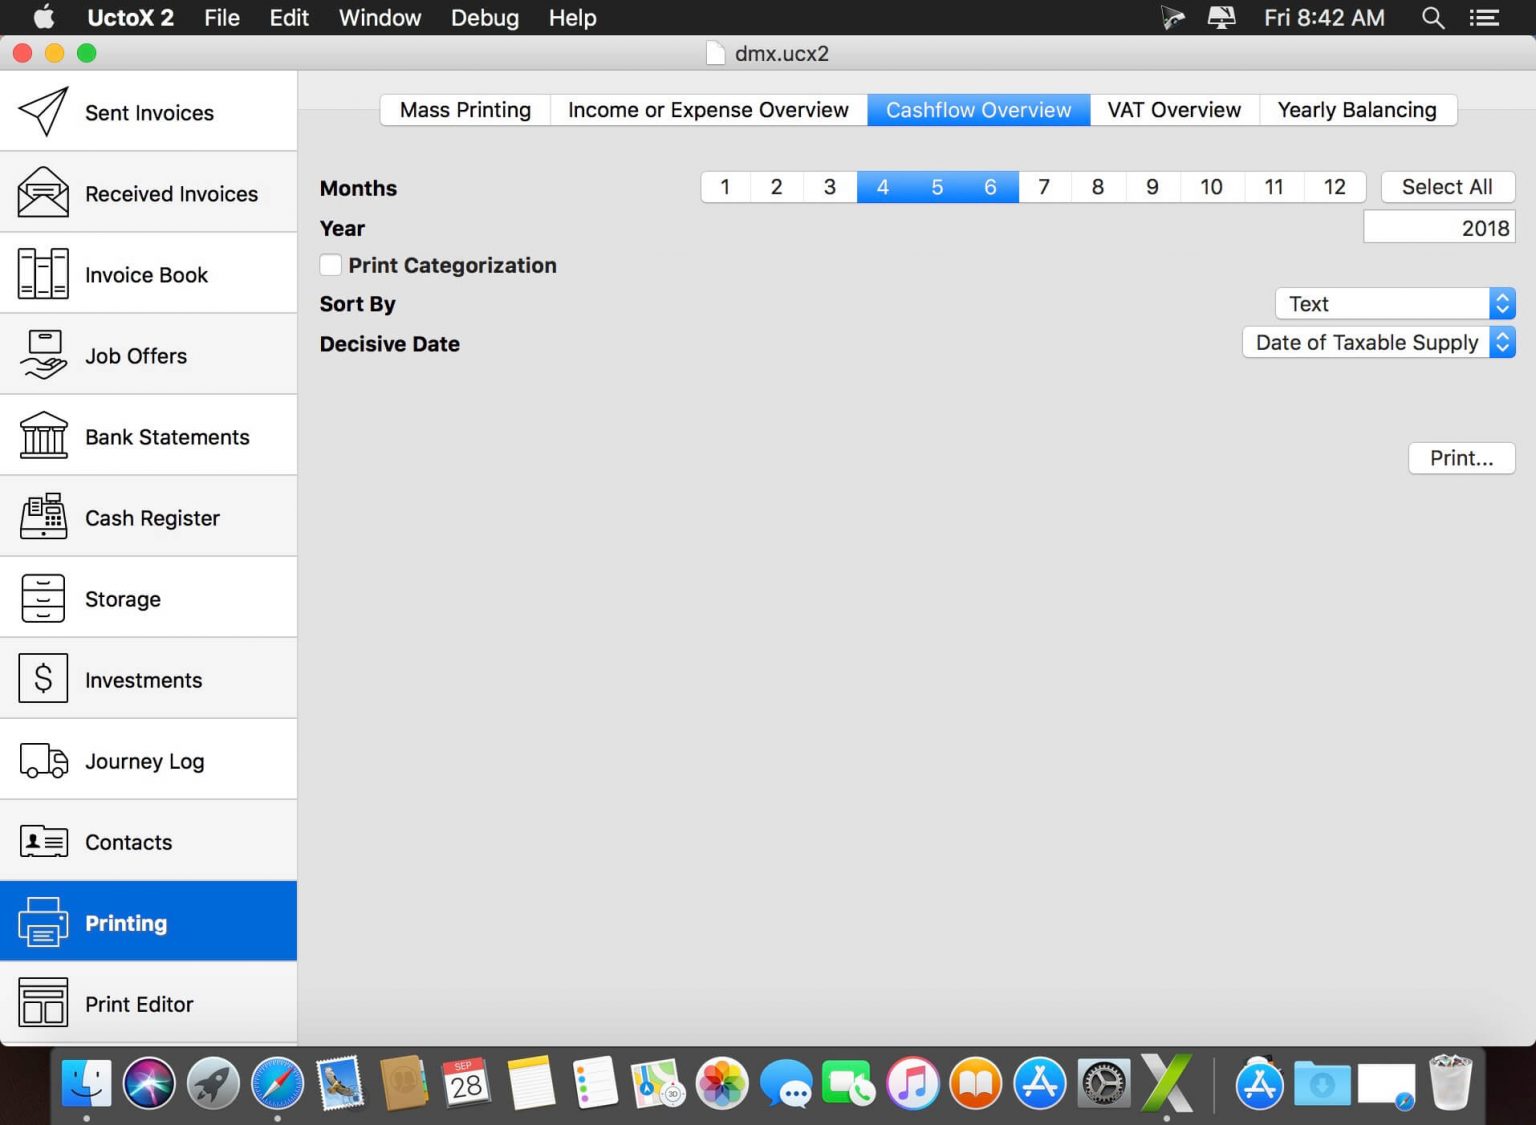 UctoX 2 File Edit Window Debug Help Fri 8:42 AM
dmx.ucx2
Sent Invoices
Received Invoices
Invoice Book
Job Offers
Bank Statements
Cash Register
Storage
Investments
Journey Log
Contacts
Printing
Print Editor
Mass Printing Income or Expense Overview Cashflow Overview VAT Overview Yearly Balancing
Months 1 2 3 4 5 6 7 8 9 10 11 12 Select All
Year 2018
Print Categorization
Sort By Text
Decisive Date Date of Taxable Supply
Print...
SEP
28
3D